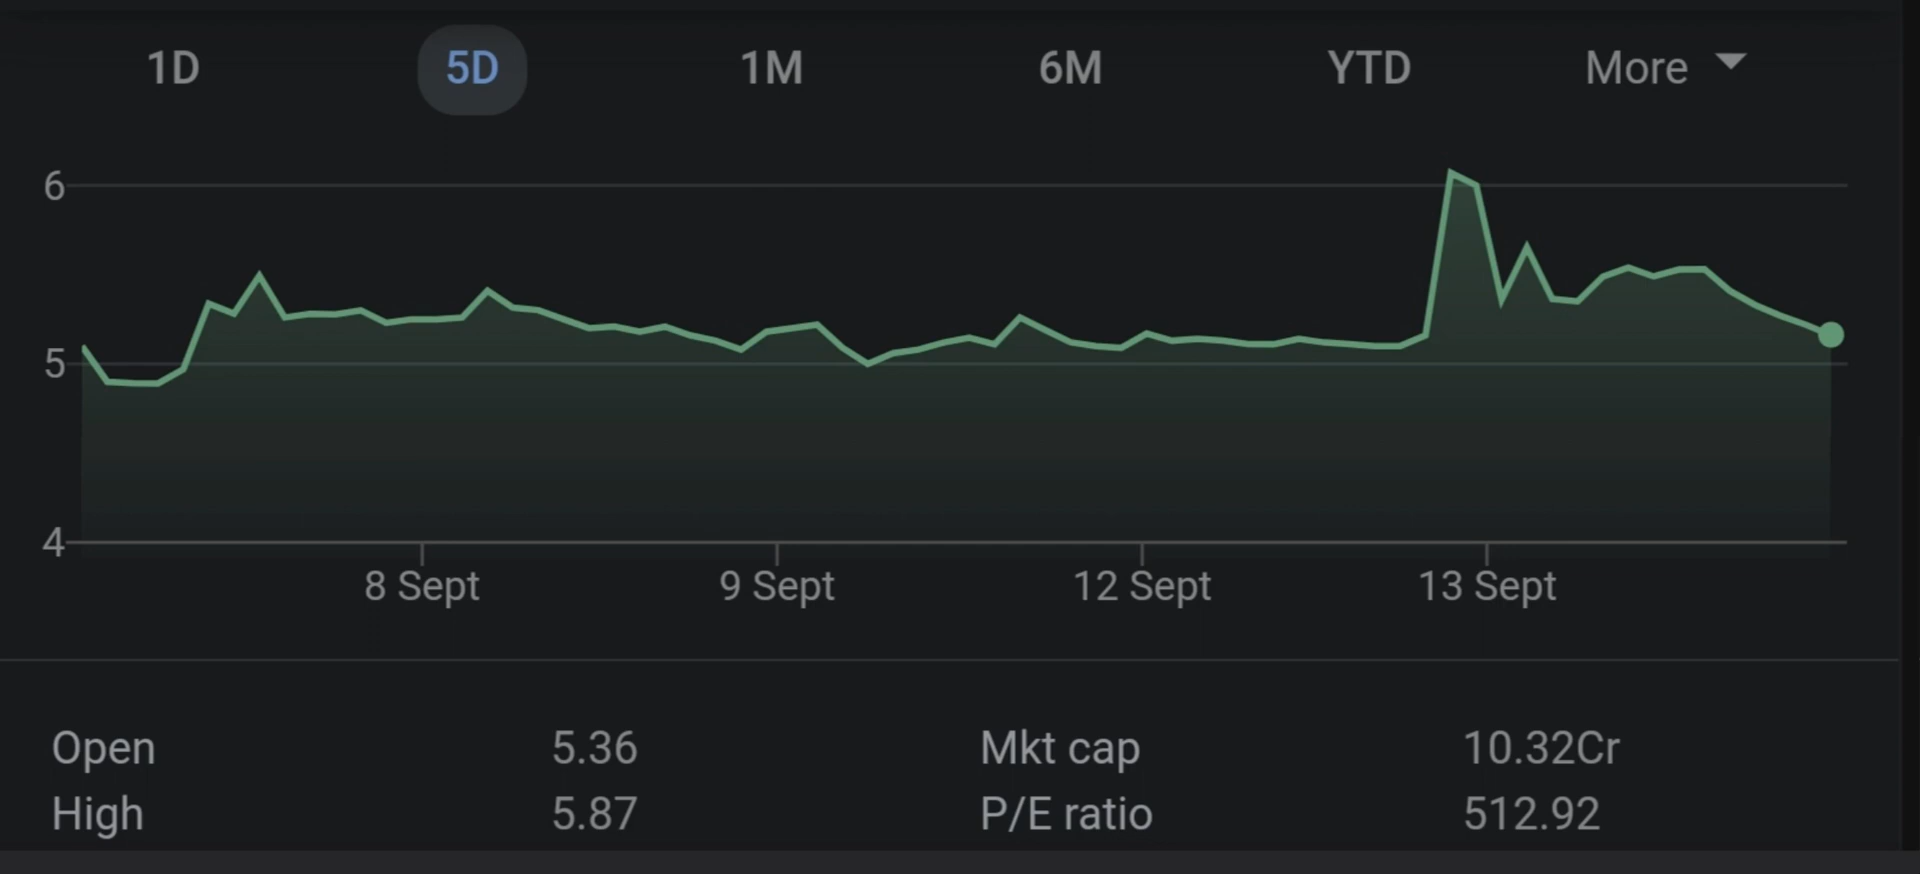 1D 5D 1M 6M YTD More
6
5
4
8 Sept 9 Sept 12 Sept 13 Sept
Open 5.36 Mkt cap 10.32Cr
High 5.87 P/E ratio 512.92